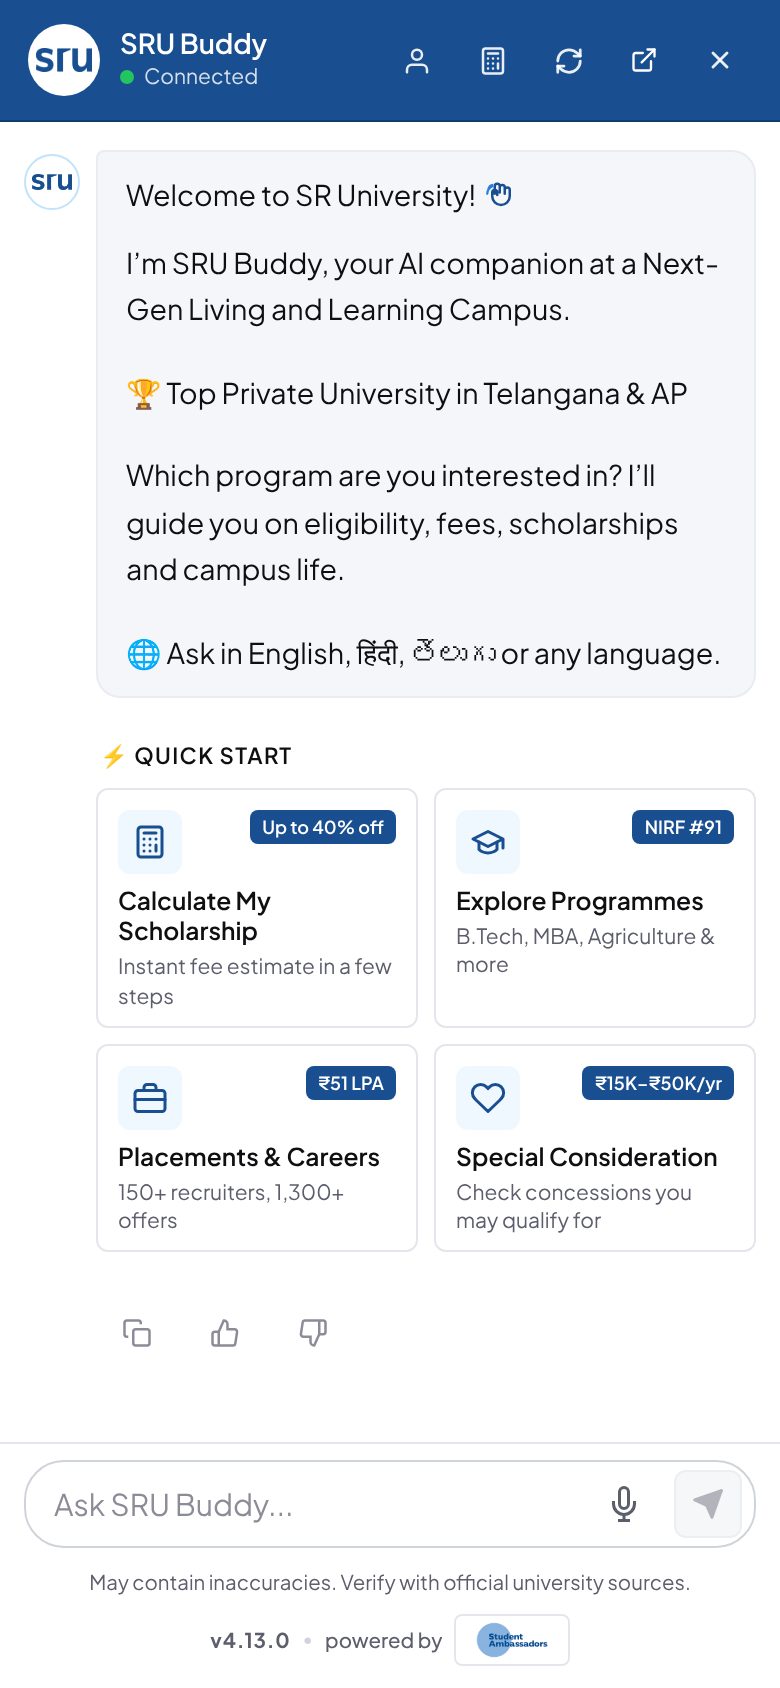 sru
SRU Buddy
Connected
sru
Welcome to SR University!
I’m SRU Buddy, your AI companion at a Next-
Gen Living and Learning Campus.
🏆 Top Private University in Telangana & AP
Which program are you interested in? I’ll
guide you on eligibility, fees, scholarships
and campus life.
🌐 Ask in English, हिंदी, తెలుగు or any language.
⚡ QUICK START
Up to 40% off
Calculate My
Scholarship
Instant fee estimate in a few
steps
NIRF #91
Explore Programmes
B.Tech, MBA, Agriculture &
more
₹51 LPA
Placements & Careers
150+ recruiters, 1,300+
offers
₹15K–₹50K/yr
Special Consideration
Check concessions you
may qualify for
Ask SRU Buddy...
May contain inaccuracies. Verify with official university sources.
v4.13.0 • powered by
Student
Ambassadors